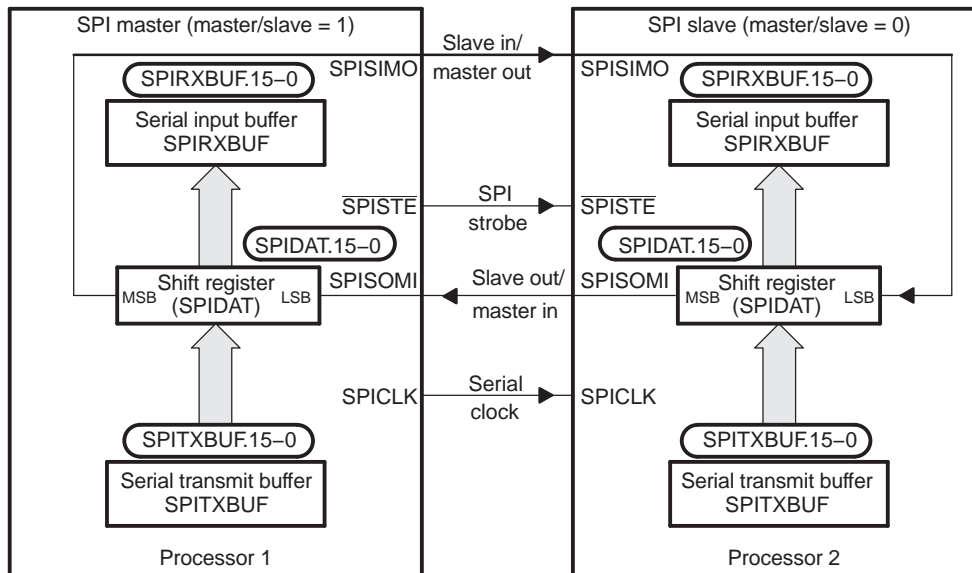 SPI master (master/slave = 1)
SPIRXBUF.15–0
Serial input buffer
SPIRXBUF
SPISIMO
SPISTE
SPIDAT.15–0
MSB
Shift register
(SPIDAT)
LSB
SPISOMI
SPICLK
SPITXBUF.15–0
Serial transmit buffer
SPITXBUF
Processor 1
Slave in/
master out
SPI
strobe
Slave out/
master in
Serial
clock
SPI slave (master/slave = 0)
SPISIMO
SPIRXBUF.15–0
Serial input buffer
SPIRXBUF
SPISTE
SPIDAT.15–0
SPISOMI
MSB
Shift register
(SPIDAT)
LSB
SPICLK
SPITXBUF.15–0
Serial transmit buffer
SPITXBUF
Processor 2